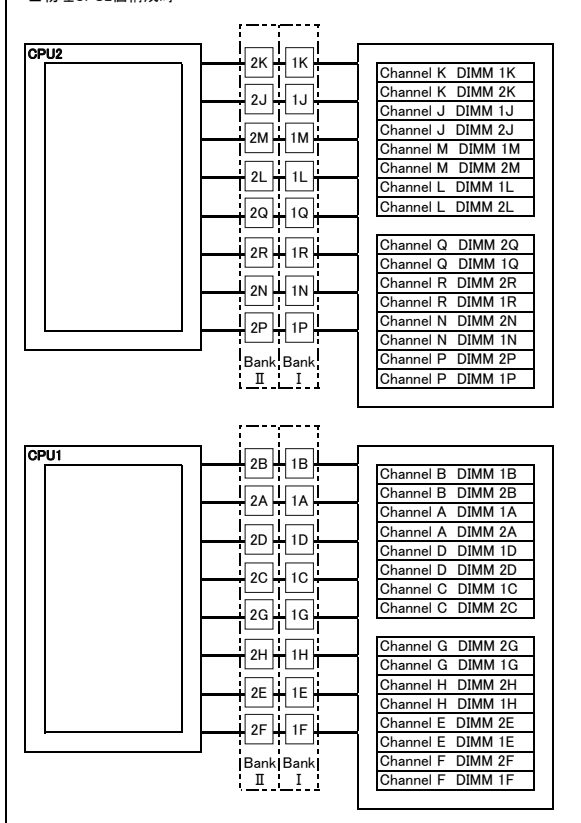 CPU2
2K 1K
2J 1J
2M 1M
2L 1L
2Q 1Q
2R 1R
2N 1N
2P 1P
Bank Bank
Ⅱ Ⅰ
Channel K DIMM 1K
Channel K DIMM 2K
Channel J DIMM 1J
Channel J DIMM 2J
Channel M DIMM 1M
Channel M DIMM 2M
Channel L DIMM 1L
Channel L DIMM 2L
Channel Q DIMM 2Q
Channel Q DIMM 1Q
Channel R DIMM 2R
Channel R DIMM 1R
Channel N DIMM 2N
Channel N DIMM 1N
Channel P DIMM 2P
Channel P DIMM 1P
CPU1
2B 1B
2A 1A
2D 1D
2C 1C
2G 1G
2H 1H
2E 1E
2F 1F
Bank Bank
Ⅱ Ⅰ
Channel B DIMM 1B
Channel B DIMM 2B
Channel A DIMM 1A
Channel A DIMM 2A
Channel D DIMM 1D
Channel D DIMM 2D
Channel C DIMM 1C
Channel C DIMM 2C
Channel G DIMM 2G
Channel G DIMM 1G
Channel H DIMM 2H
Channel H DIMM 1H
Channel E DIMM 2E
Channel E DIMM 1E
Channel F DIMM 2F
Channel F DIMM 1F